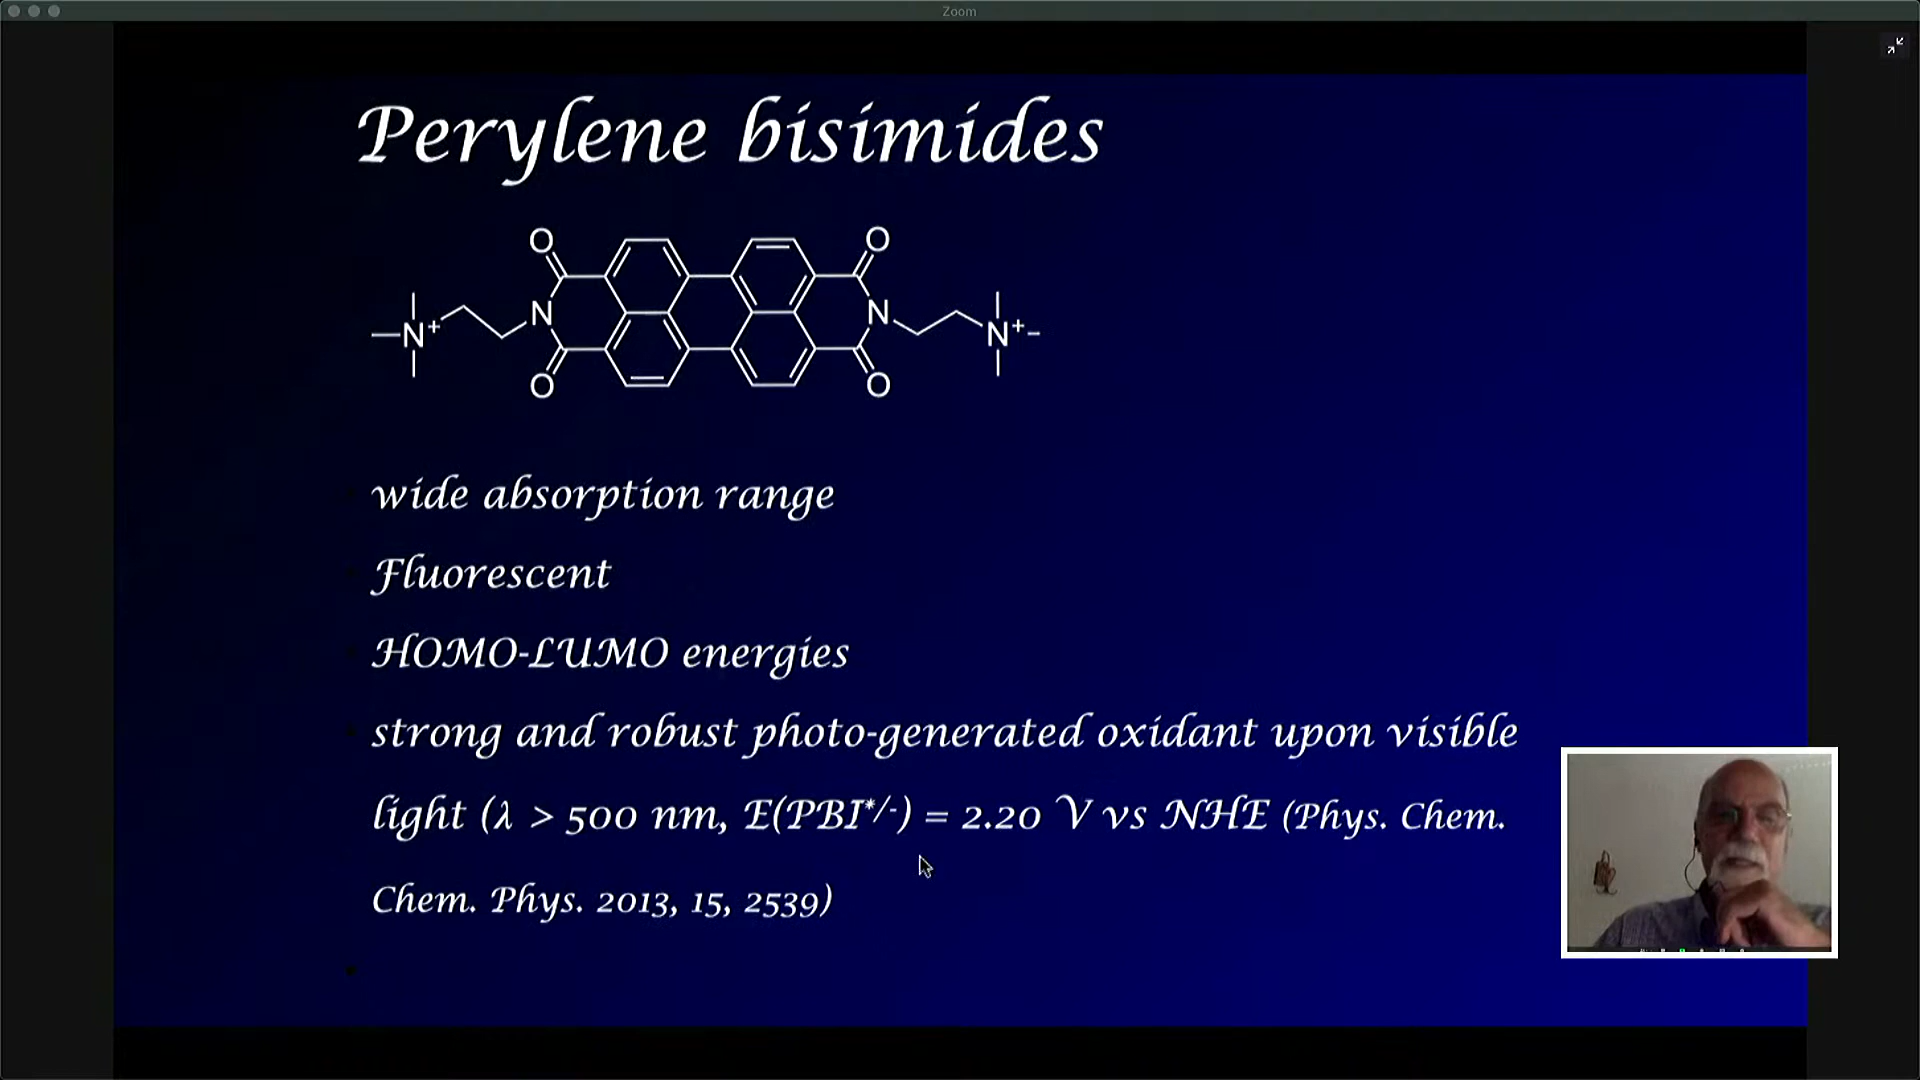 Zoom
Perylene bisimides
O O
N+ N N N+
O O
wide absorption range
Fluorescent
HOMO-LUMO energies
strong and robust photo-generated oxidant upon visible
light (λ > 500 nm, E(PBI*/-) = 2.20 V vs NHE (Phys. Chem.
Chem. Phys. 2013, 15, 2539)